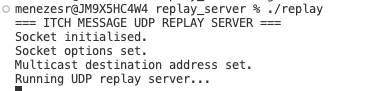 menezesr@JM9X5HC4W4 replay_server % ./replay
=== ITCH MESSAGE UDP REPLAY SERVER ===
Socket initialised.
Socket options set.
Multicast destination address set.
Running UDP replay server...